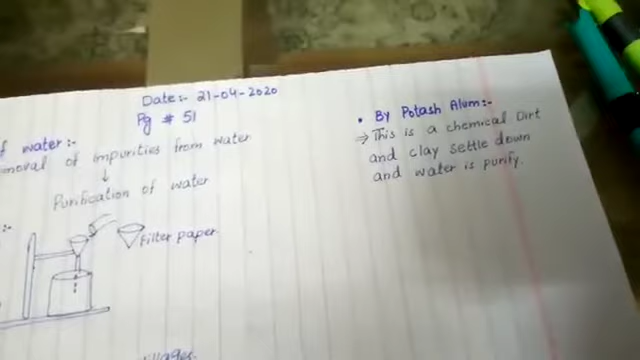 Date:- 21-04-2020
Pg # 51
of water:-
moval of impurities from water
↓
Purification of water
:-
Filter paper
• By Potash Alum:-
⇒ This is a chemical Dirt
and clay settle down
and water is purify.